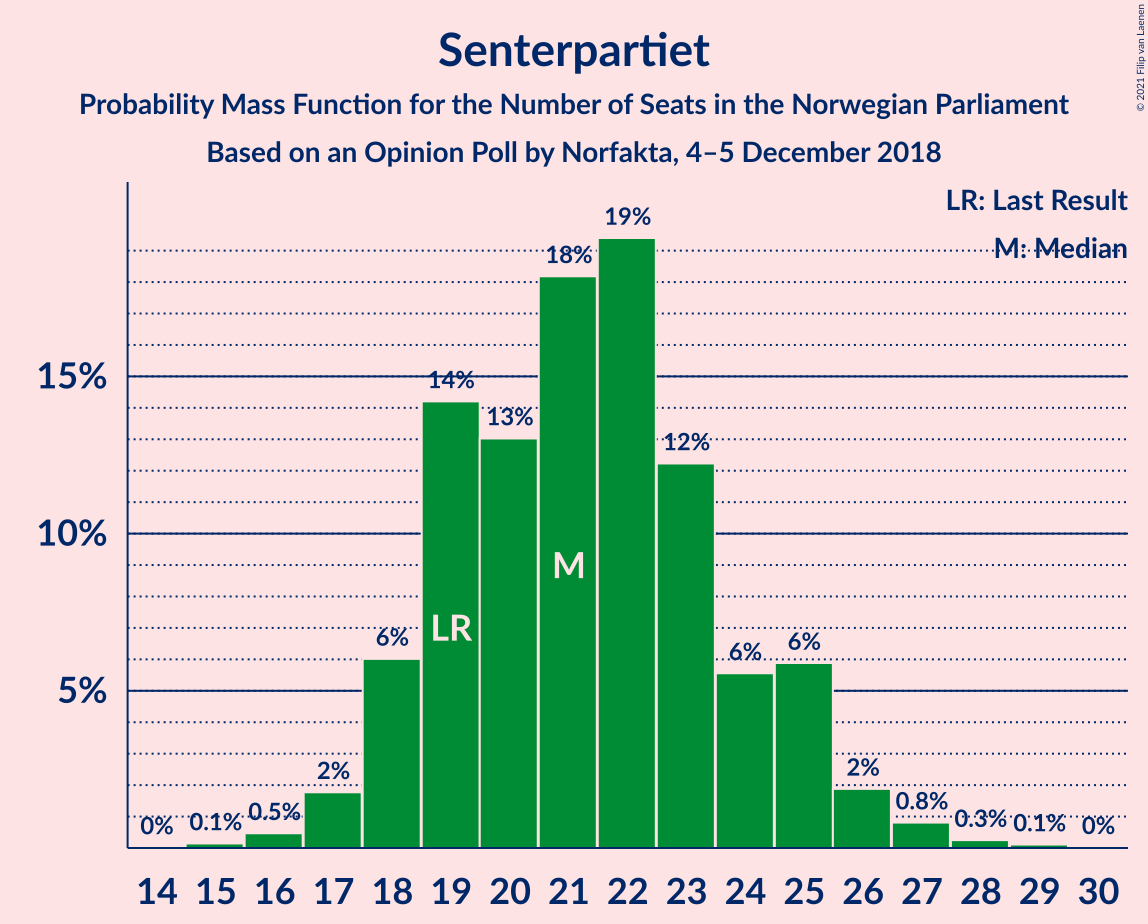 Senterpartiet
Probability Mass Function for the Number of Seats in the Norwegian Parliament
Based on an Opinion Poll by Norfakta, 4–5 December 2018
© 2021 Filip van Laenen
LR: Last Result
M: Median
15%
10%
5%
0%
0.1%
0.5%
2%
6%
14%
13%
18%
19%
12%
6%
6%
2%
0.8%
0.3%
0.1%
0%
LR
M
14 15 16 17 18 19 20 21 22 23 24 25 26 27 28 29 30